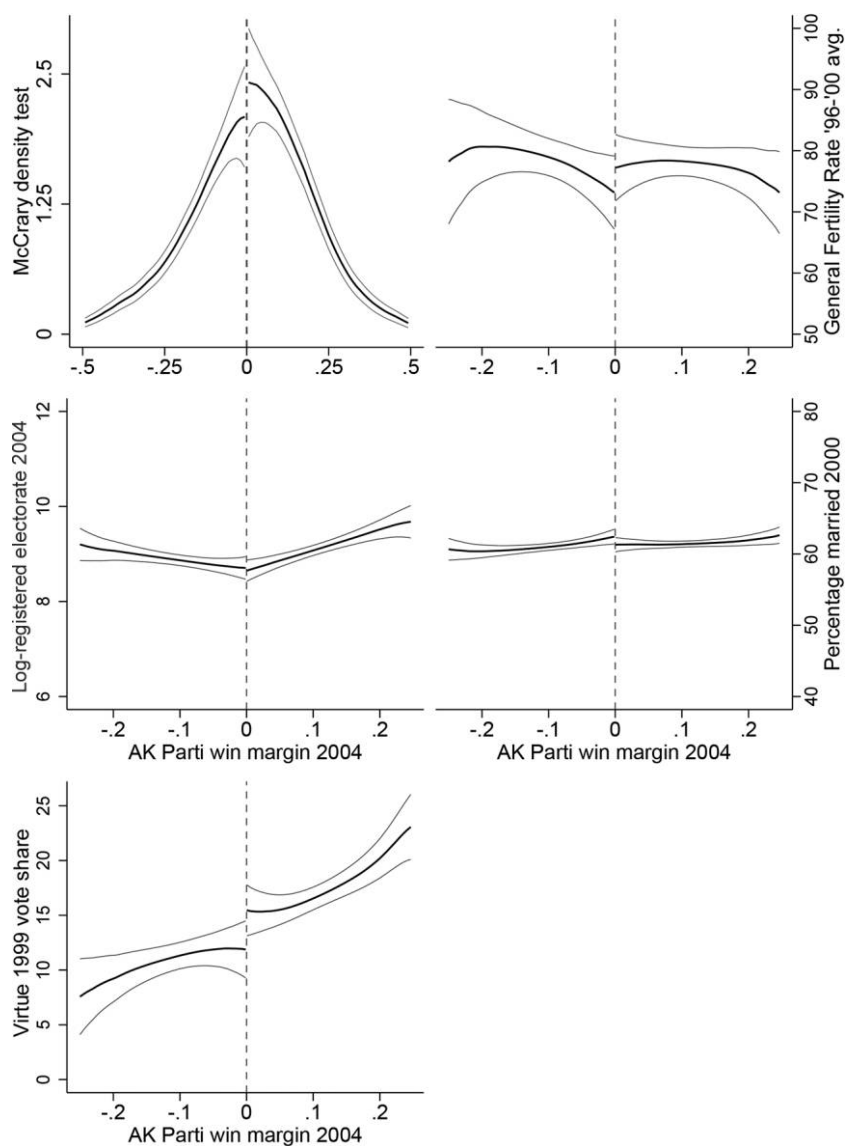 McCrary density test
2.5
1.25
0
-.5 -.25 0 .25 .5
General Fertility Rate '96-'00 avg.
100
90
80
70
60
50
-.2 -.1 0 .1 .2
Log-registered electorate 2004
12
10
8
6
-.2 -.1 0 .1 .2
AK Parti win margin 2004
Percentage married 2000
80
70
60
50
40
-.2 -.1 0 .1 .2
AK Parti win margin 2004
Virtue 1999 vote share
25
20
15
10
5
0
-.2 -.1 0 .1 .2
AK Parti win margin 2004